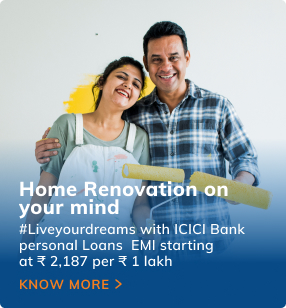 Home Renovation on
your mind
#Liveyourdreams with ICICI Bank
personal Loans EMI starting
at ₹ 2,187 per ₹ 1 lakh
KNOW MORE >